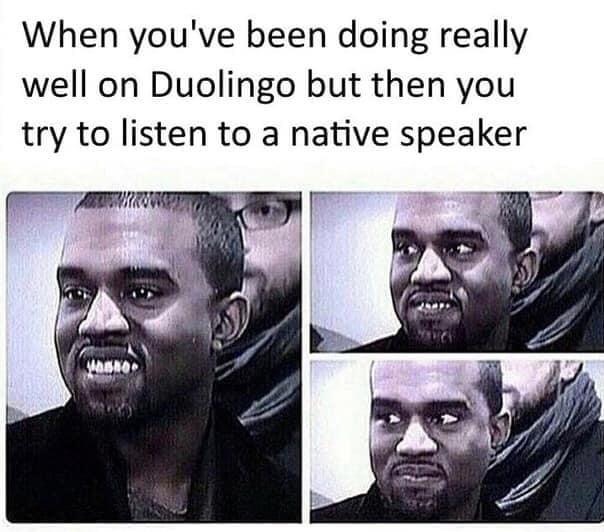 When you've been doing really
well on Duolingo but then you
try to listen to a native speaker